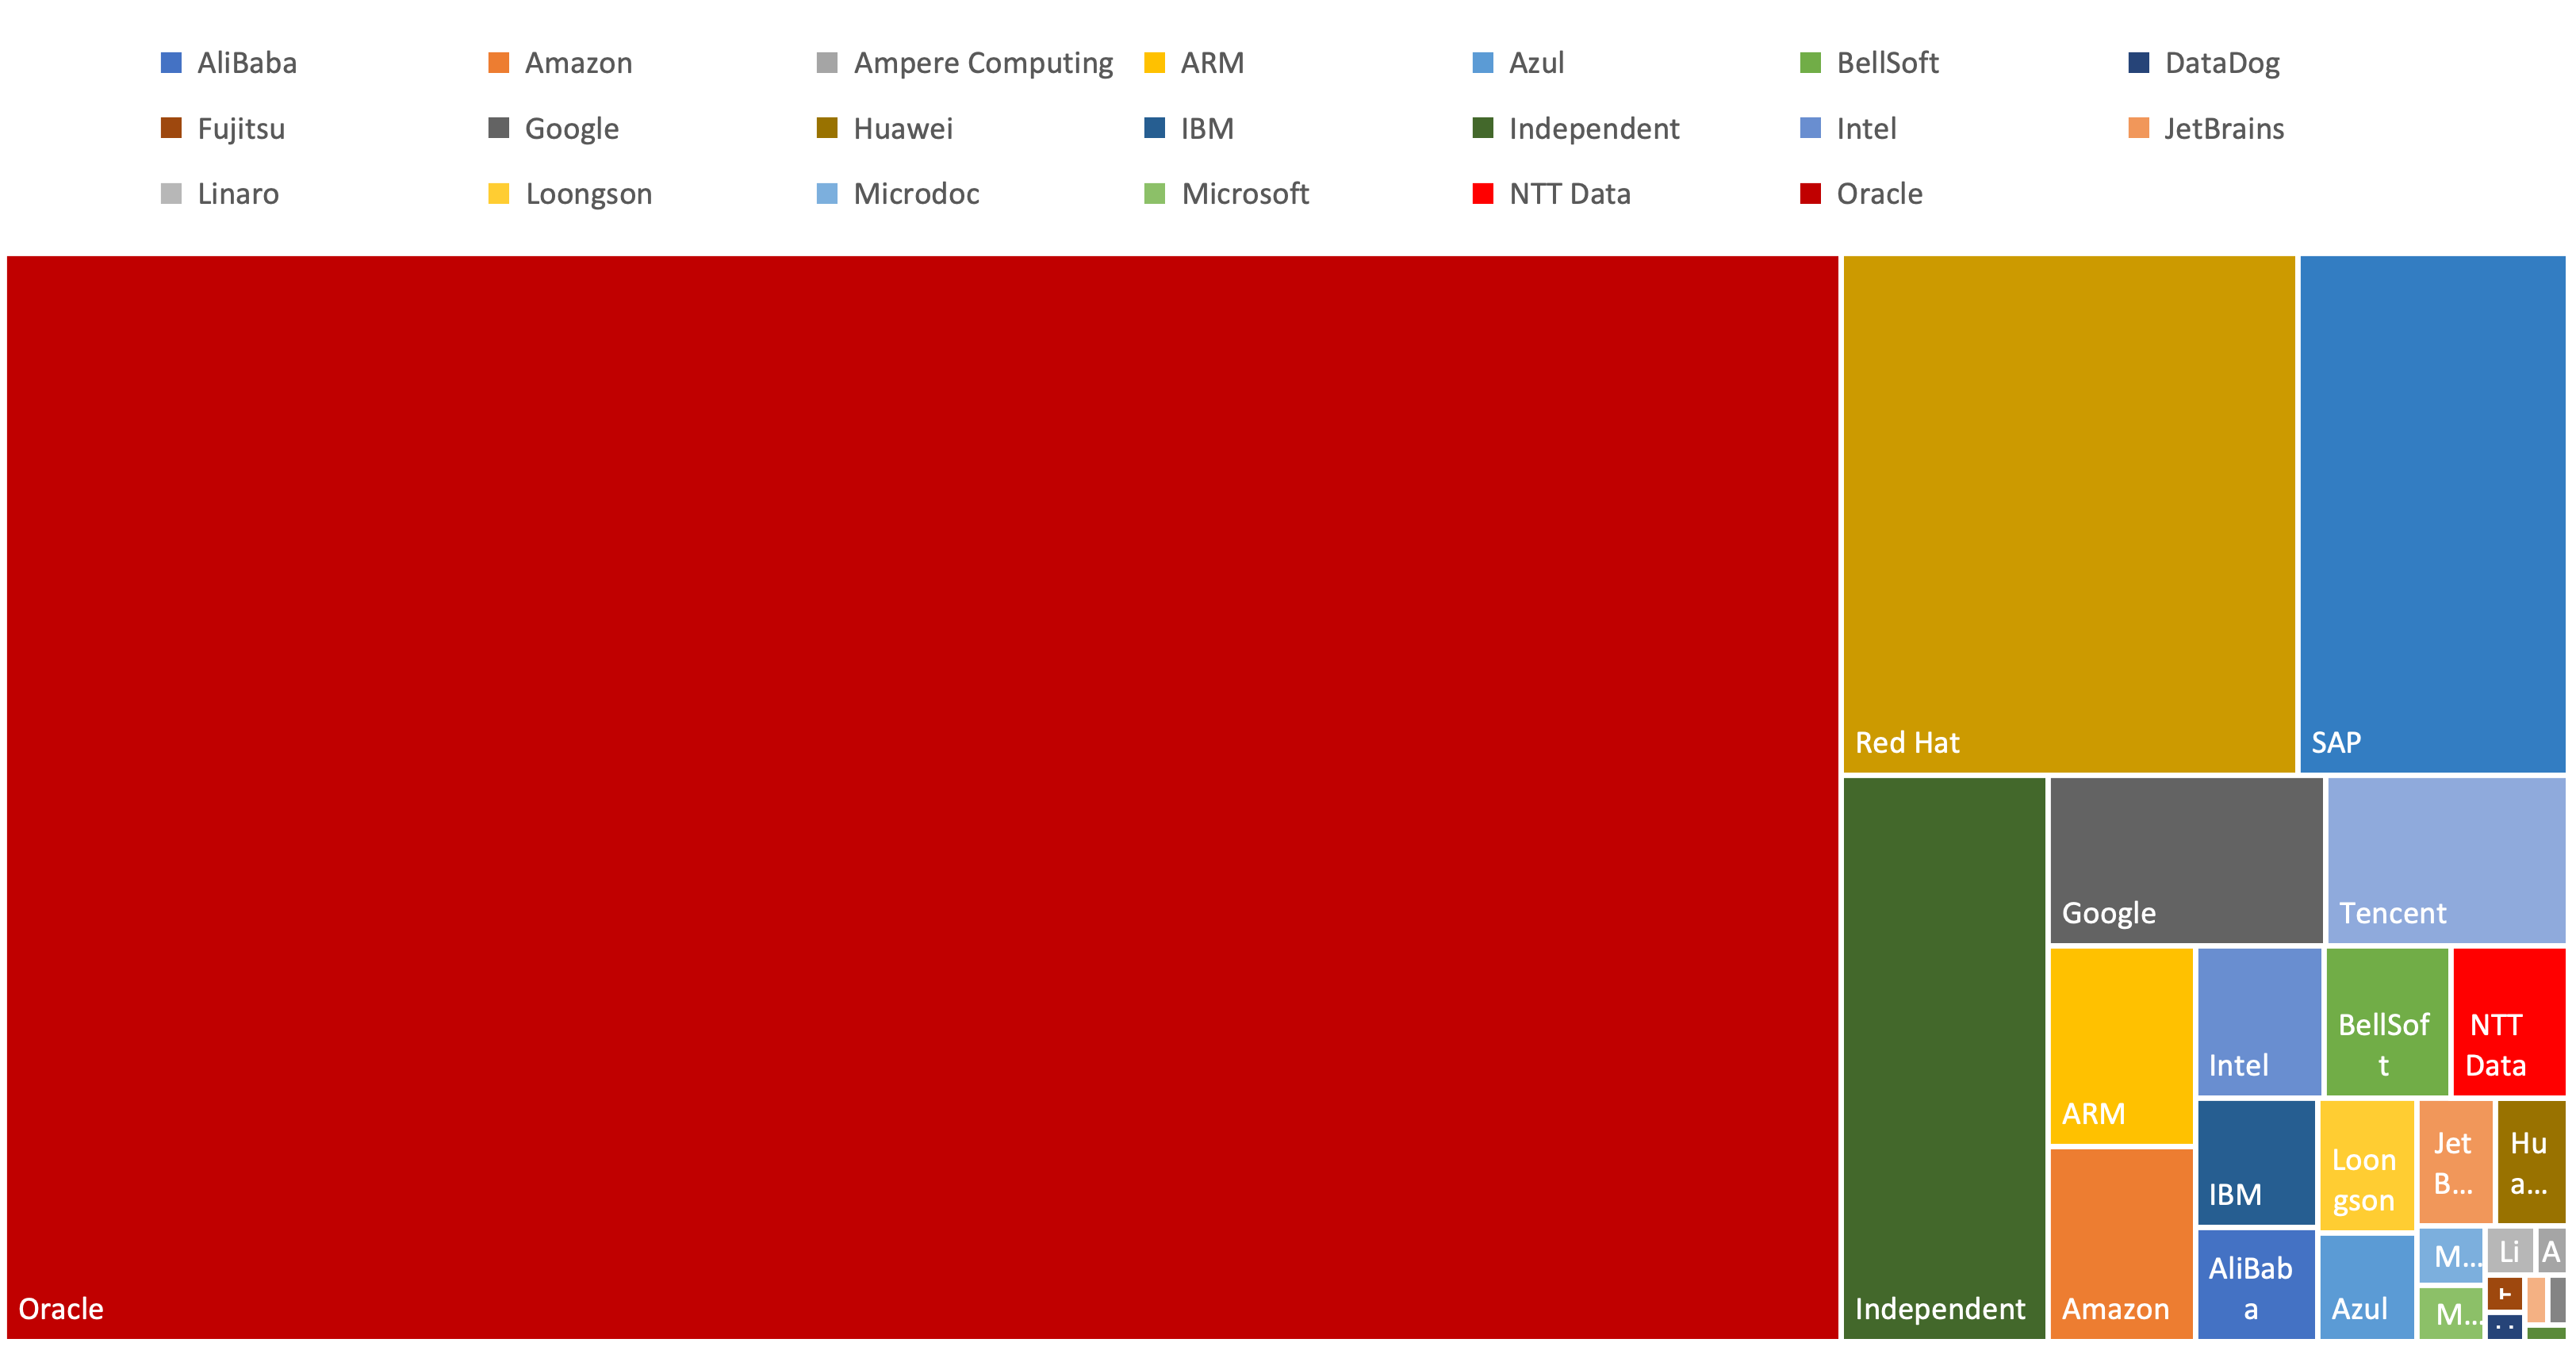 AliBaba Amazon Ampere Computing ARM Azul BellSoft DataDog
Fujitsu Google Huawei IBM Independent Intel JetBrains
Linaro Loongson Microdoc Microsoft NTT Data Oracle
Oracle
Red Hat
SAP
Independent
Google
Tencent
ARM
Amazon
Intel
BellSof
t
NTT
Data
IBM
AliBab
a
Loon
gson
Azul
Jet
B...
Hu
a...
M...
M...
Li
A